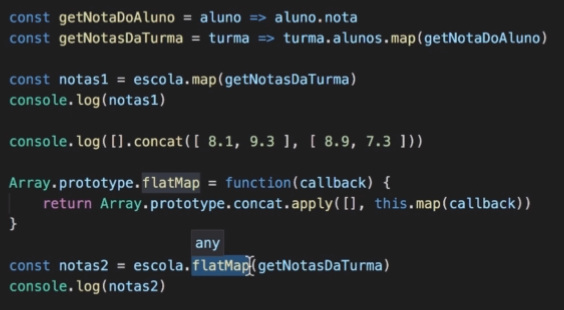 const getNotaDoAluno = aluno => aluno.nota
const getNotasDaTurma = turma => turma.alunos.map(getNotaDoAluno)
const notas1 = escola.map(getNotasDaTurma)
console.log(notas1)
console.log([].concat([ 8.1, 9.3 ], [ 8.9, 7.3 ]))
Array.prototype.flatMap = function(callback) {
    return Array.prototype.concat.apply([], this.map(callback))
}
any
const notas2 = escola.flatMap(getNotasDaTurma)
console.log(notas2)